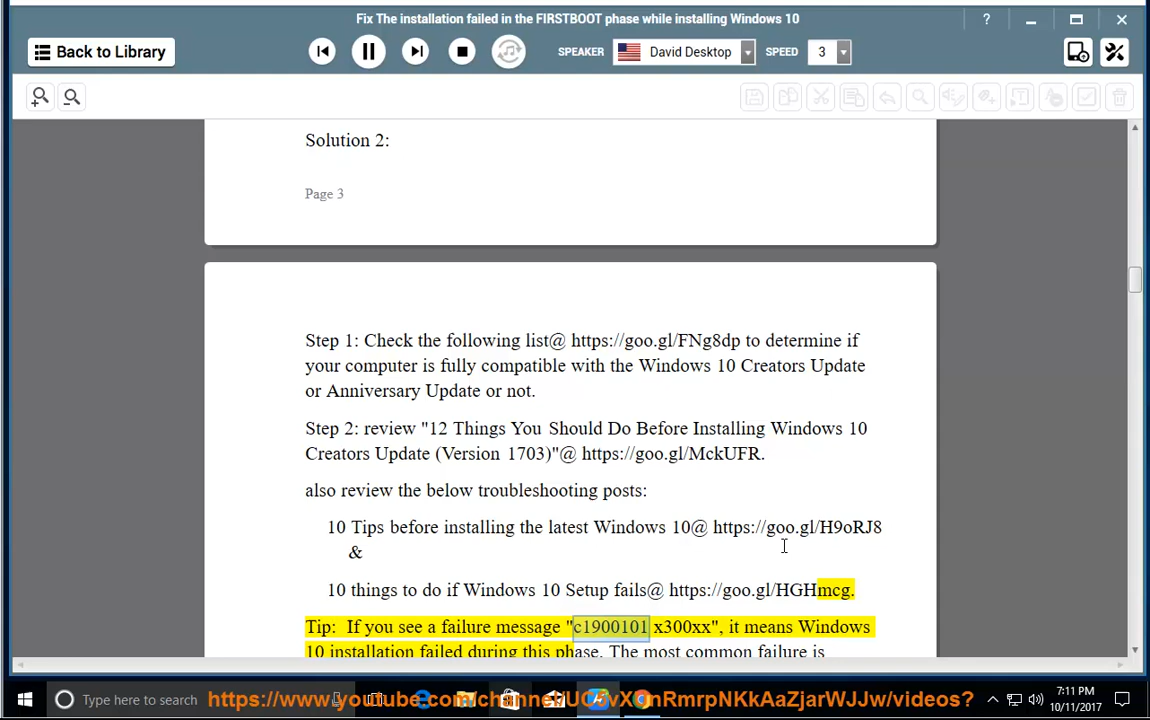 Fix The installation failed in the FIRSTBOOT phase while installing Windows 10
?
Back to Library
SPEAKER David Desktop SPEED 3
Solution 2:
Page 3
Step 1: Check the following list@ https://goo.gl/FNg8dp to determine if
your computer is fully compatible with the Windows 10 Creators Update
or Anniversary Update or not.
Step 2: review "12 Things You Should Do Before Installing Windows 10
Creators Update (Version 1703)"@ https://goo.gl/MckUFR.
also review the below troubleshooting posts:
10 Tips before installing the latest Windows 10@ https://goo.gl/H9oRJ8
&
10 things to do if Windows 10 Setup fails@ https://goo.gl/HGHmcg.
Tip: If you see a failure message "c1900101 x300xx", it means Windows
10 installation failed during this phase. The most common failure is
Type here to search
7:11 PM
10/11/2017